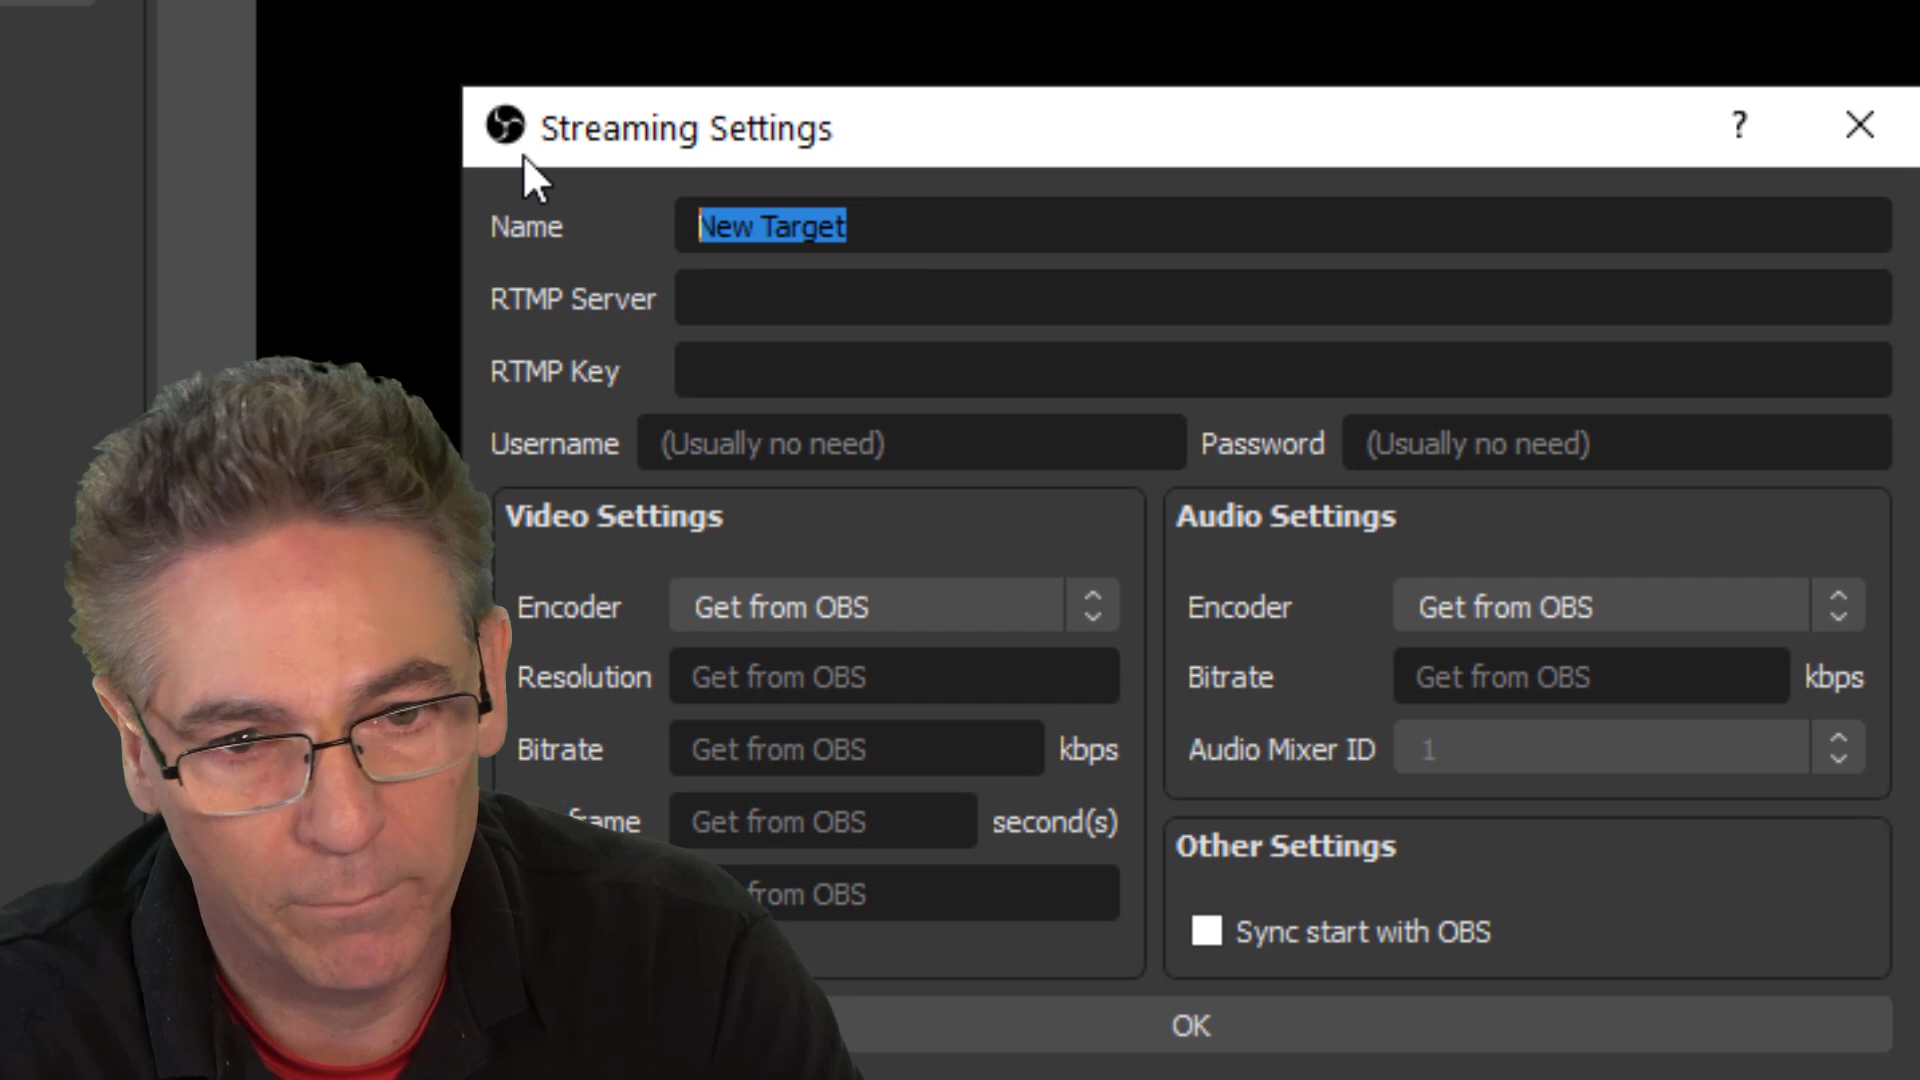 Streaming Settings ?
Name New Target
RTMP Server
RTMP Key
Username (Usually no need) Password (Usually no need)
Video Settings
Encoder Get from OBS
Resolution Get from OBS
Bitrate Get from OBS kbps
frame Get from OBS second(s)
from OBS
Audio Settings
Encoder Get from OBS
Bitrate Get from OBS kbps
Audio Mixer ID 1
Other Settings
Sync start with OBS
OK